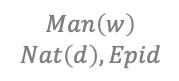 Man(w)
Nat(d), Epid